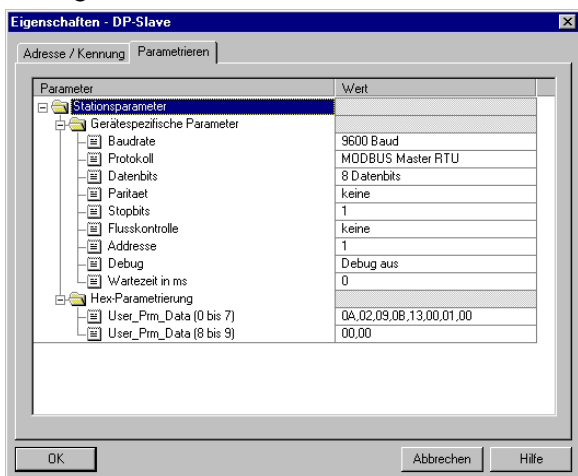 Eigenschaften - DP-Slave
Adresse / Kennung Parametrieren
Parameter Wert
Stationsparameter
Gerätespezifische Parameter
Baudrate 9600 Baud
Protokoll MODBUS Master RTU
Datenbits 8 Datenbits
Paritaet keine
Stopbits 1
Flusskontrolle keine
Addresse 1
Debug Debug aus
Wartezeit in ms 0
Hex-Parametrierung
User_Prm_Data (0 bis 7) 0A,02,09,0B,13,00,01,00
User_Prm_Data (8 bis 9) 00,00
OK Abbrechen Hilfe